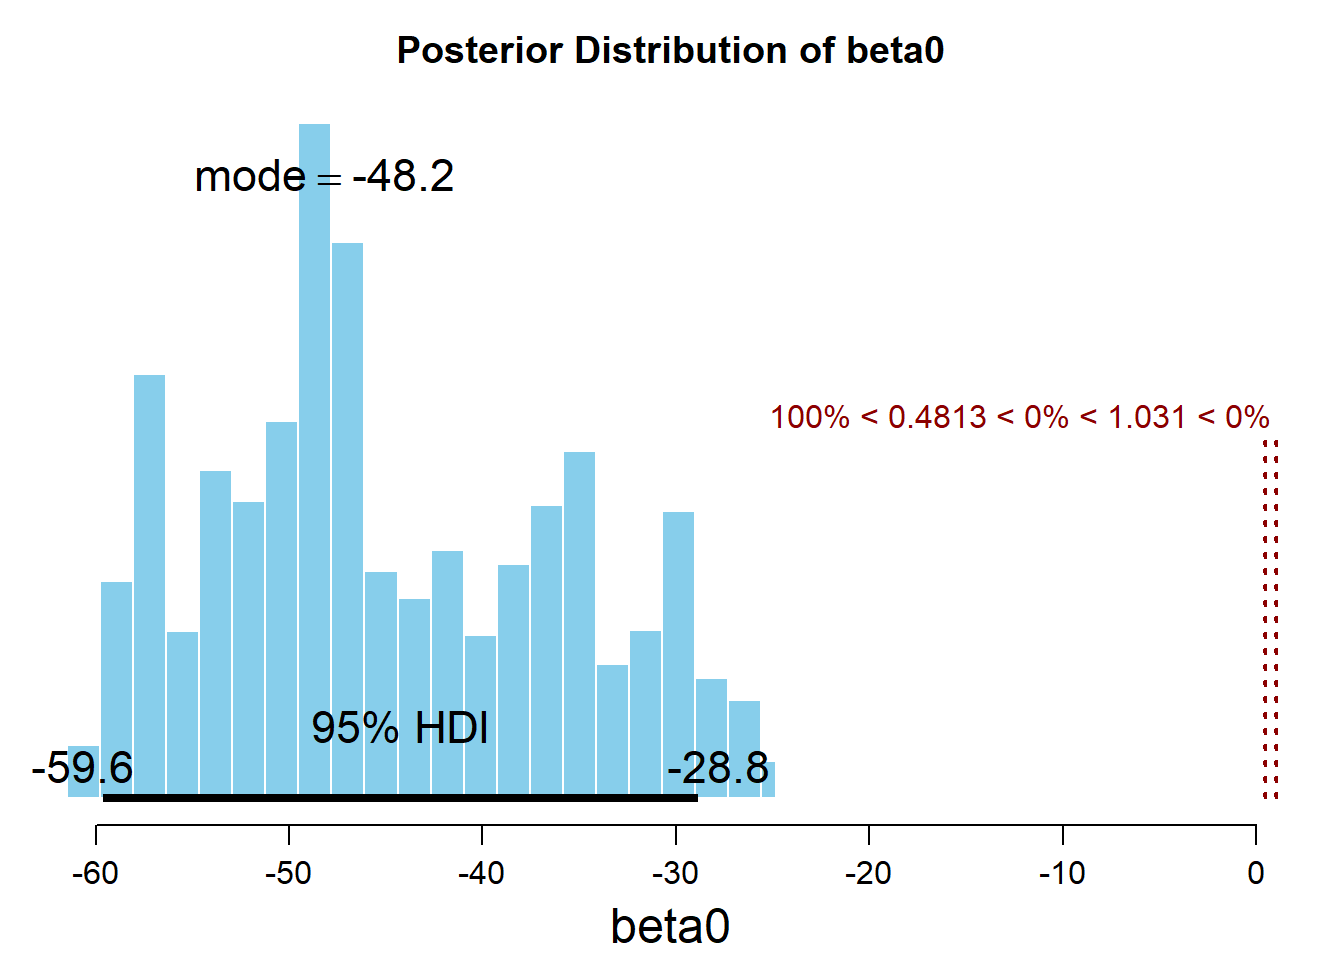 Posterior Distribution of beta0
mode = -48.2
100% < 0.4813 < 0% < 1.031 < 0%
95% HDI
-59.6 -28.8
-60 -50 -40 -30 -20 -10 0
beta0